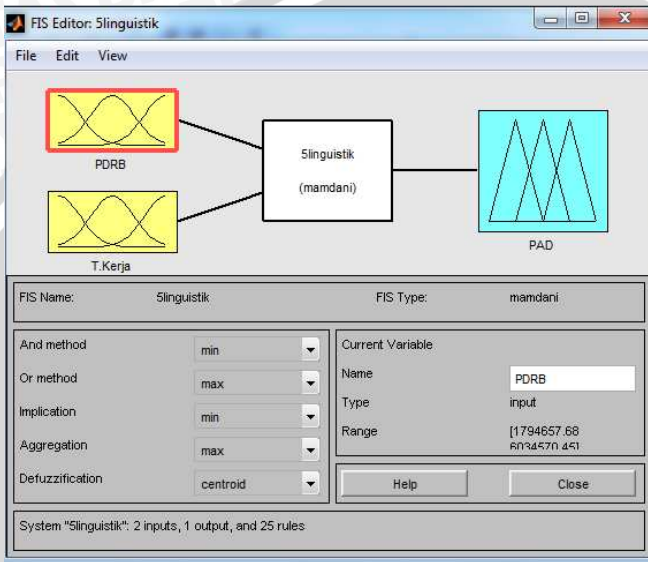 FIS Editor: 5linguistik
File Edit View
PDRB
T.Kerja
5linguistik
(mamdani)
PAD
FIS Name: 5linguistik FIS Type: mamdani
And method min
Or method max
Implication min
Aggregation max
Defuzzification centroid
Current Variable
Name PDRB
Type input
Range [1794657.68
6034570.45]
Help Close
System "5linguistik": 2 inputs, 1 output, and 25 rules